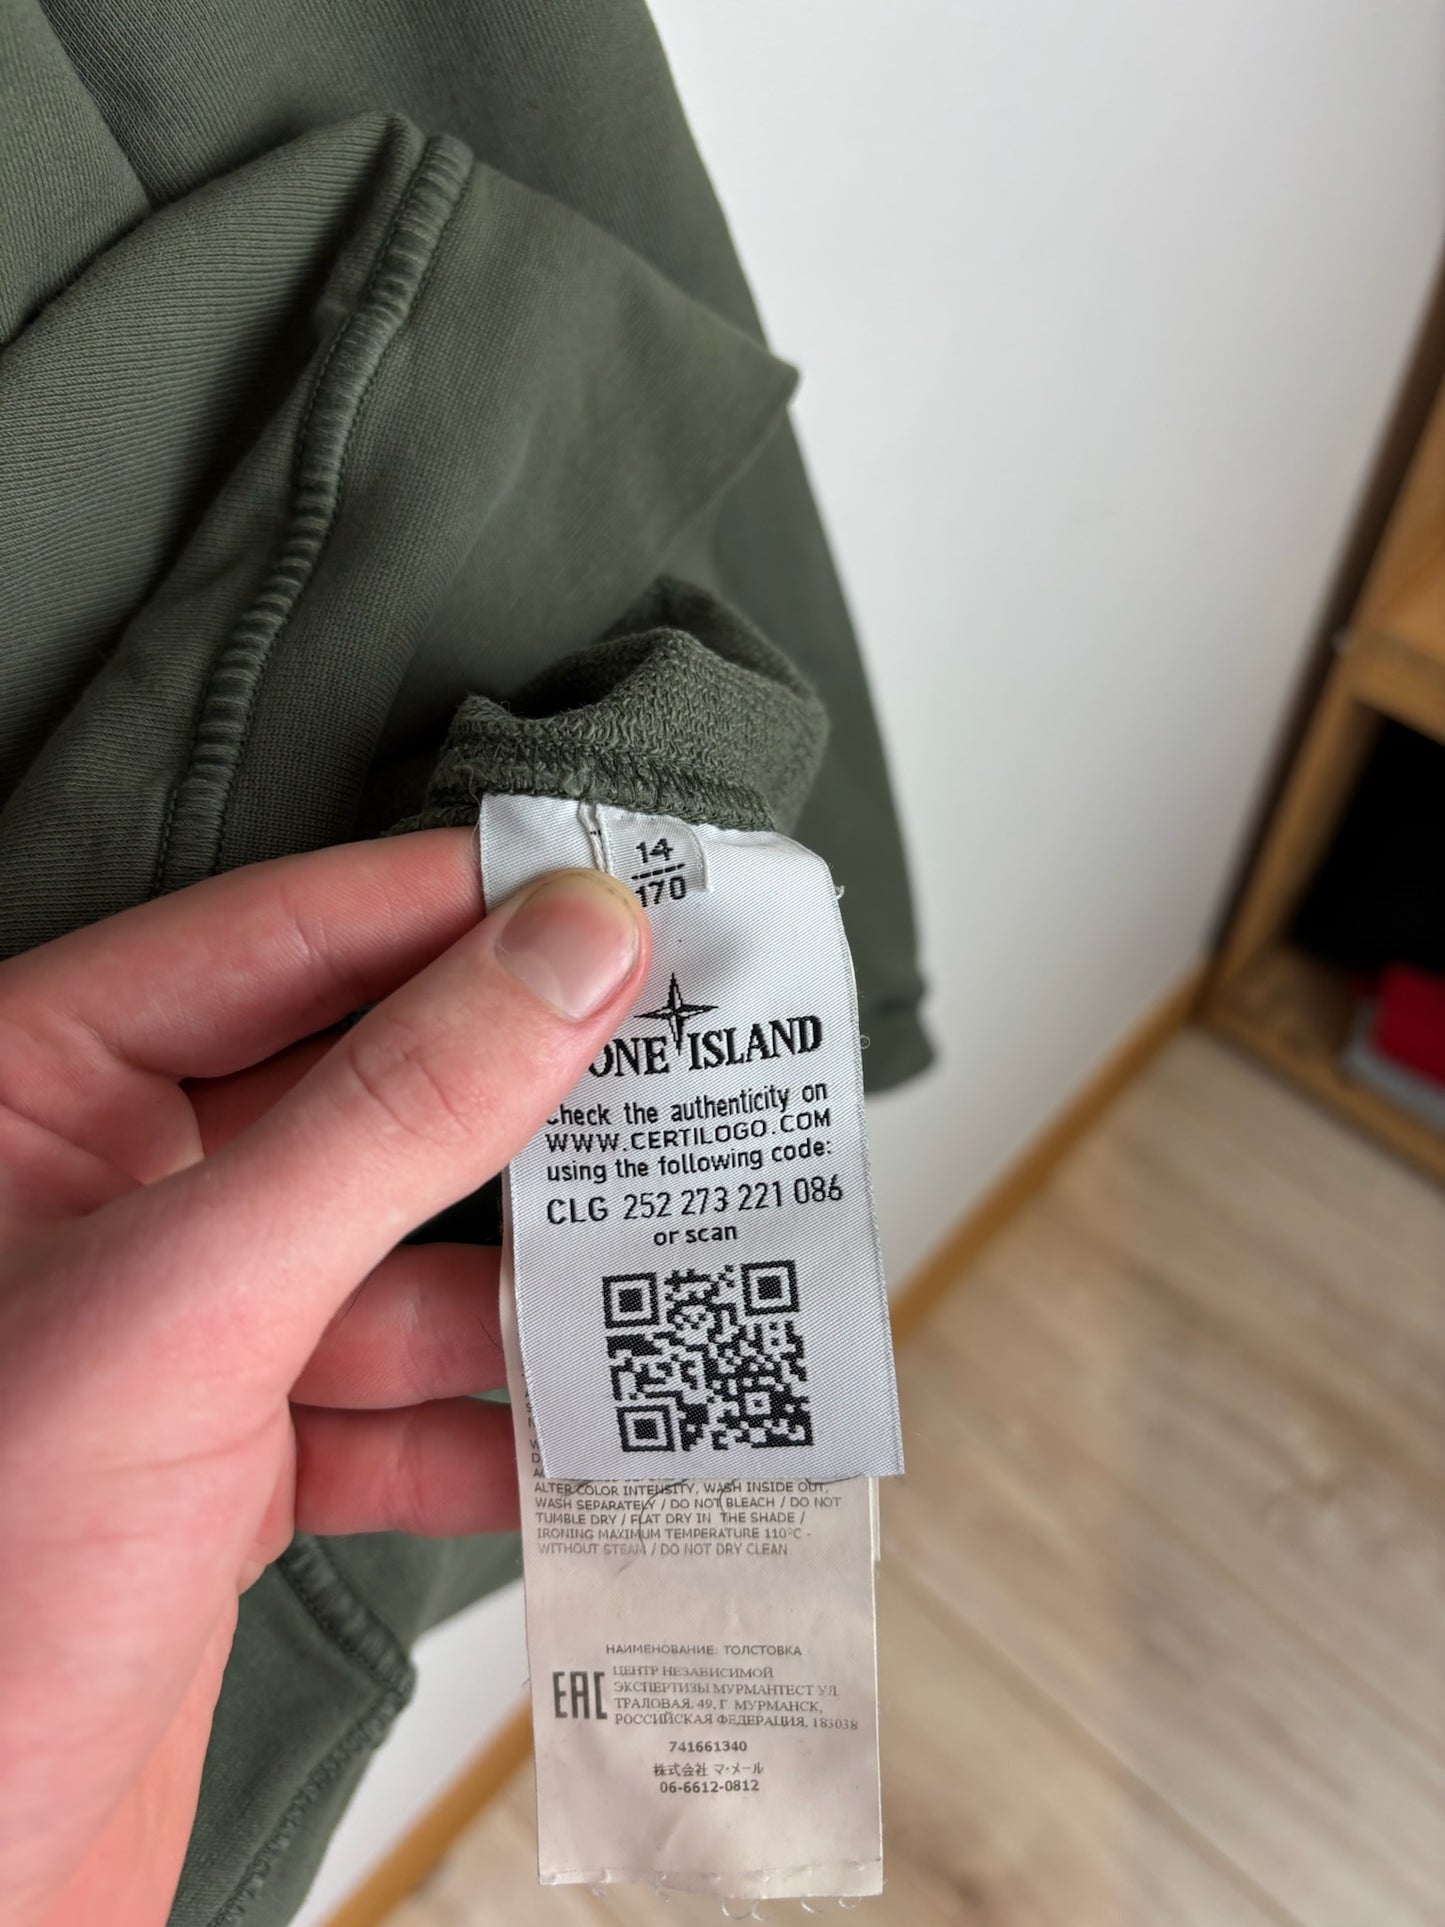 14
170
ONE ISLAND
check the authenticity on
WWW.CERTILOGO.COM
using the following code:
CLG 252 273 221 086
or scan
ALTER COLOR INTENSITY, WASH INSIDE OUT,
WASH SEPARATELY / DO NOT BLEACH / DO NOT
TUMBLE DRY / FLAT DRY IN THE SHADE /
IRONING MAXIMUM TEMPERATURE 110°C -
WITHOUT STEAM / DO NOT DRY CLEAN
НАИМЕНОВАНИЕ: ТОЛСТОВКА
EAC
ЦЕНТР НЕЗАВИСИМОЙ
ЭКСПЕРТИЗЫ МУРМАНТЕСТ УЛ.
ТРАЛОВАЯ, 49, Г. МУРМАНСК,
РОССИЙСКАЯ ФЕДЕРАЦИЯ, 183038
741661340
株式会社 マ・メール
06-6612-0812